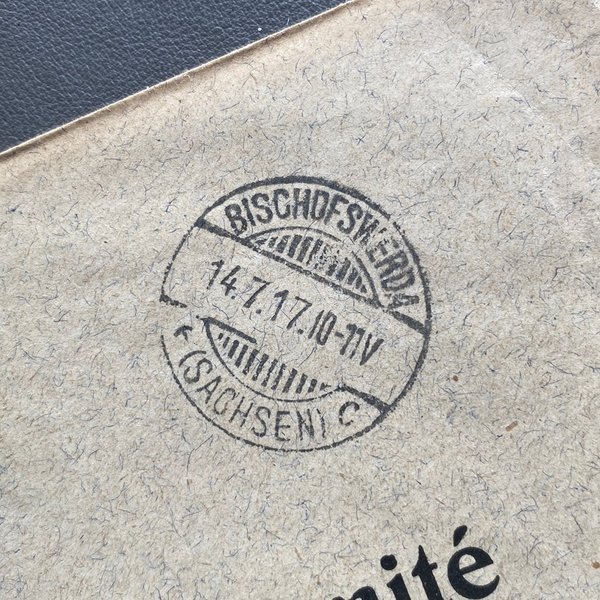 BISCHOFSWERDA
14.7.17.10-11V
* (SACHSEN) C
mité